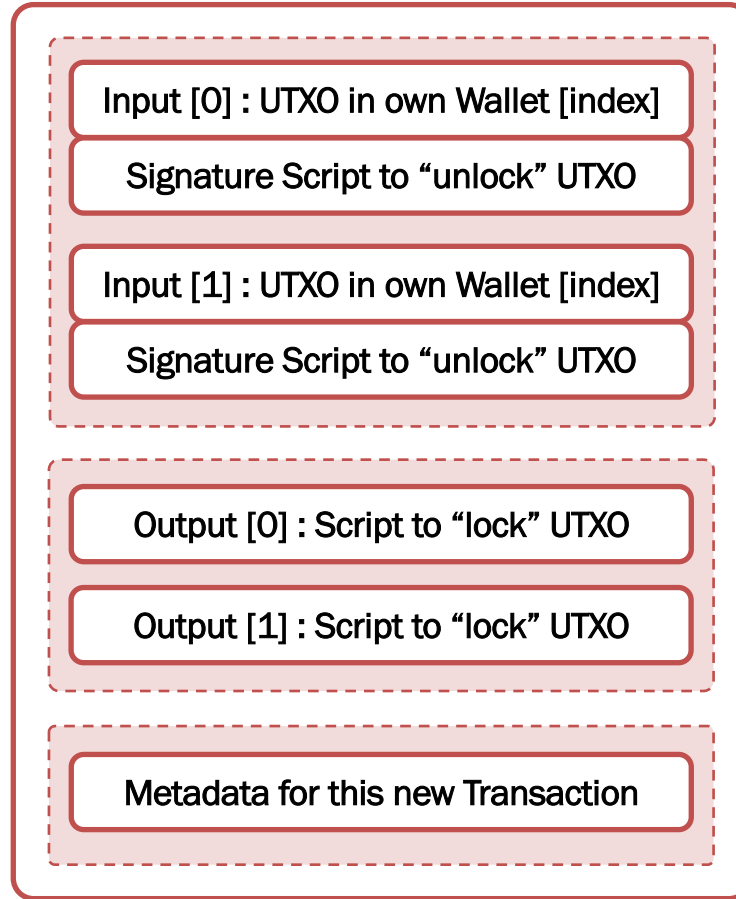 Input [0] : UTXO in own Wallet [index]
Signature Script to “unlock” UTXO
Input [1] : UTXO in own Wallet [index]
Signature Script to “unlock” UTXO
Output [0] : Script to “lock” UTXO
Output [1] : Script to “lock” UTXO
Metadata for this new Transaction